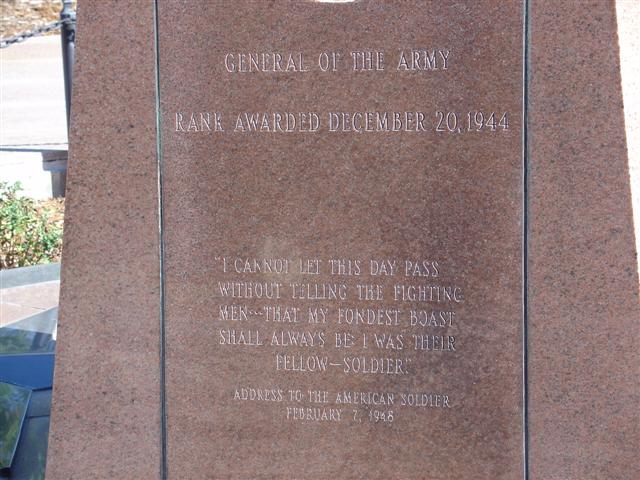 GENERAL OF THE ARMY
RANK AWARDED DECEMBER 20, 1944
"I CANNOT LET THIS DAY PASS
WITHOUT TELLING THE FIGHTING
MEN--THAT MY FONDEST BOAST
SHALL ALWAYS BE: I WAS THEIR
FELLOW-SOLDIER."
ADDRESS TO THE AMERICAN SOLDIER
FEBRUARY 7, 1948